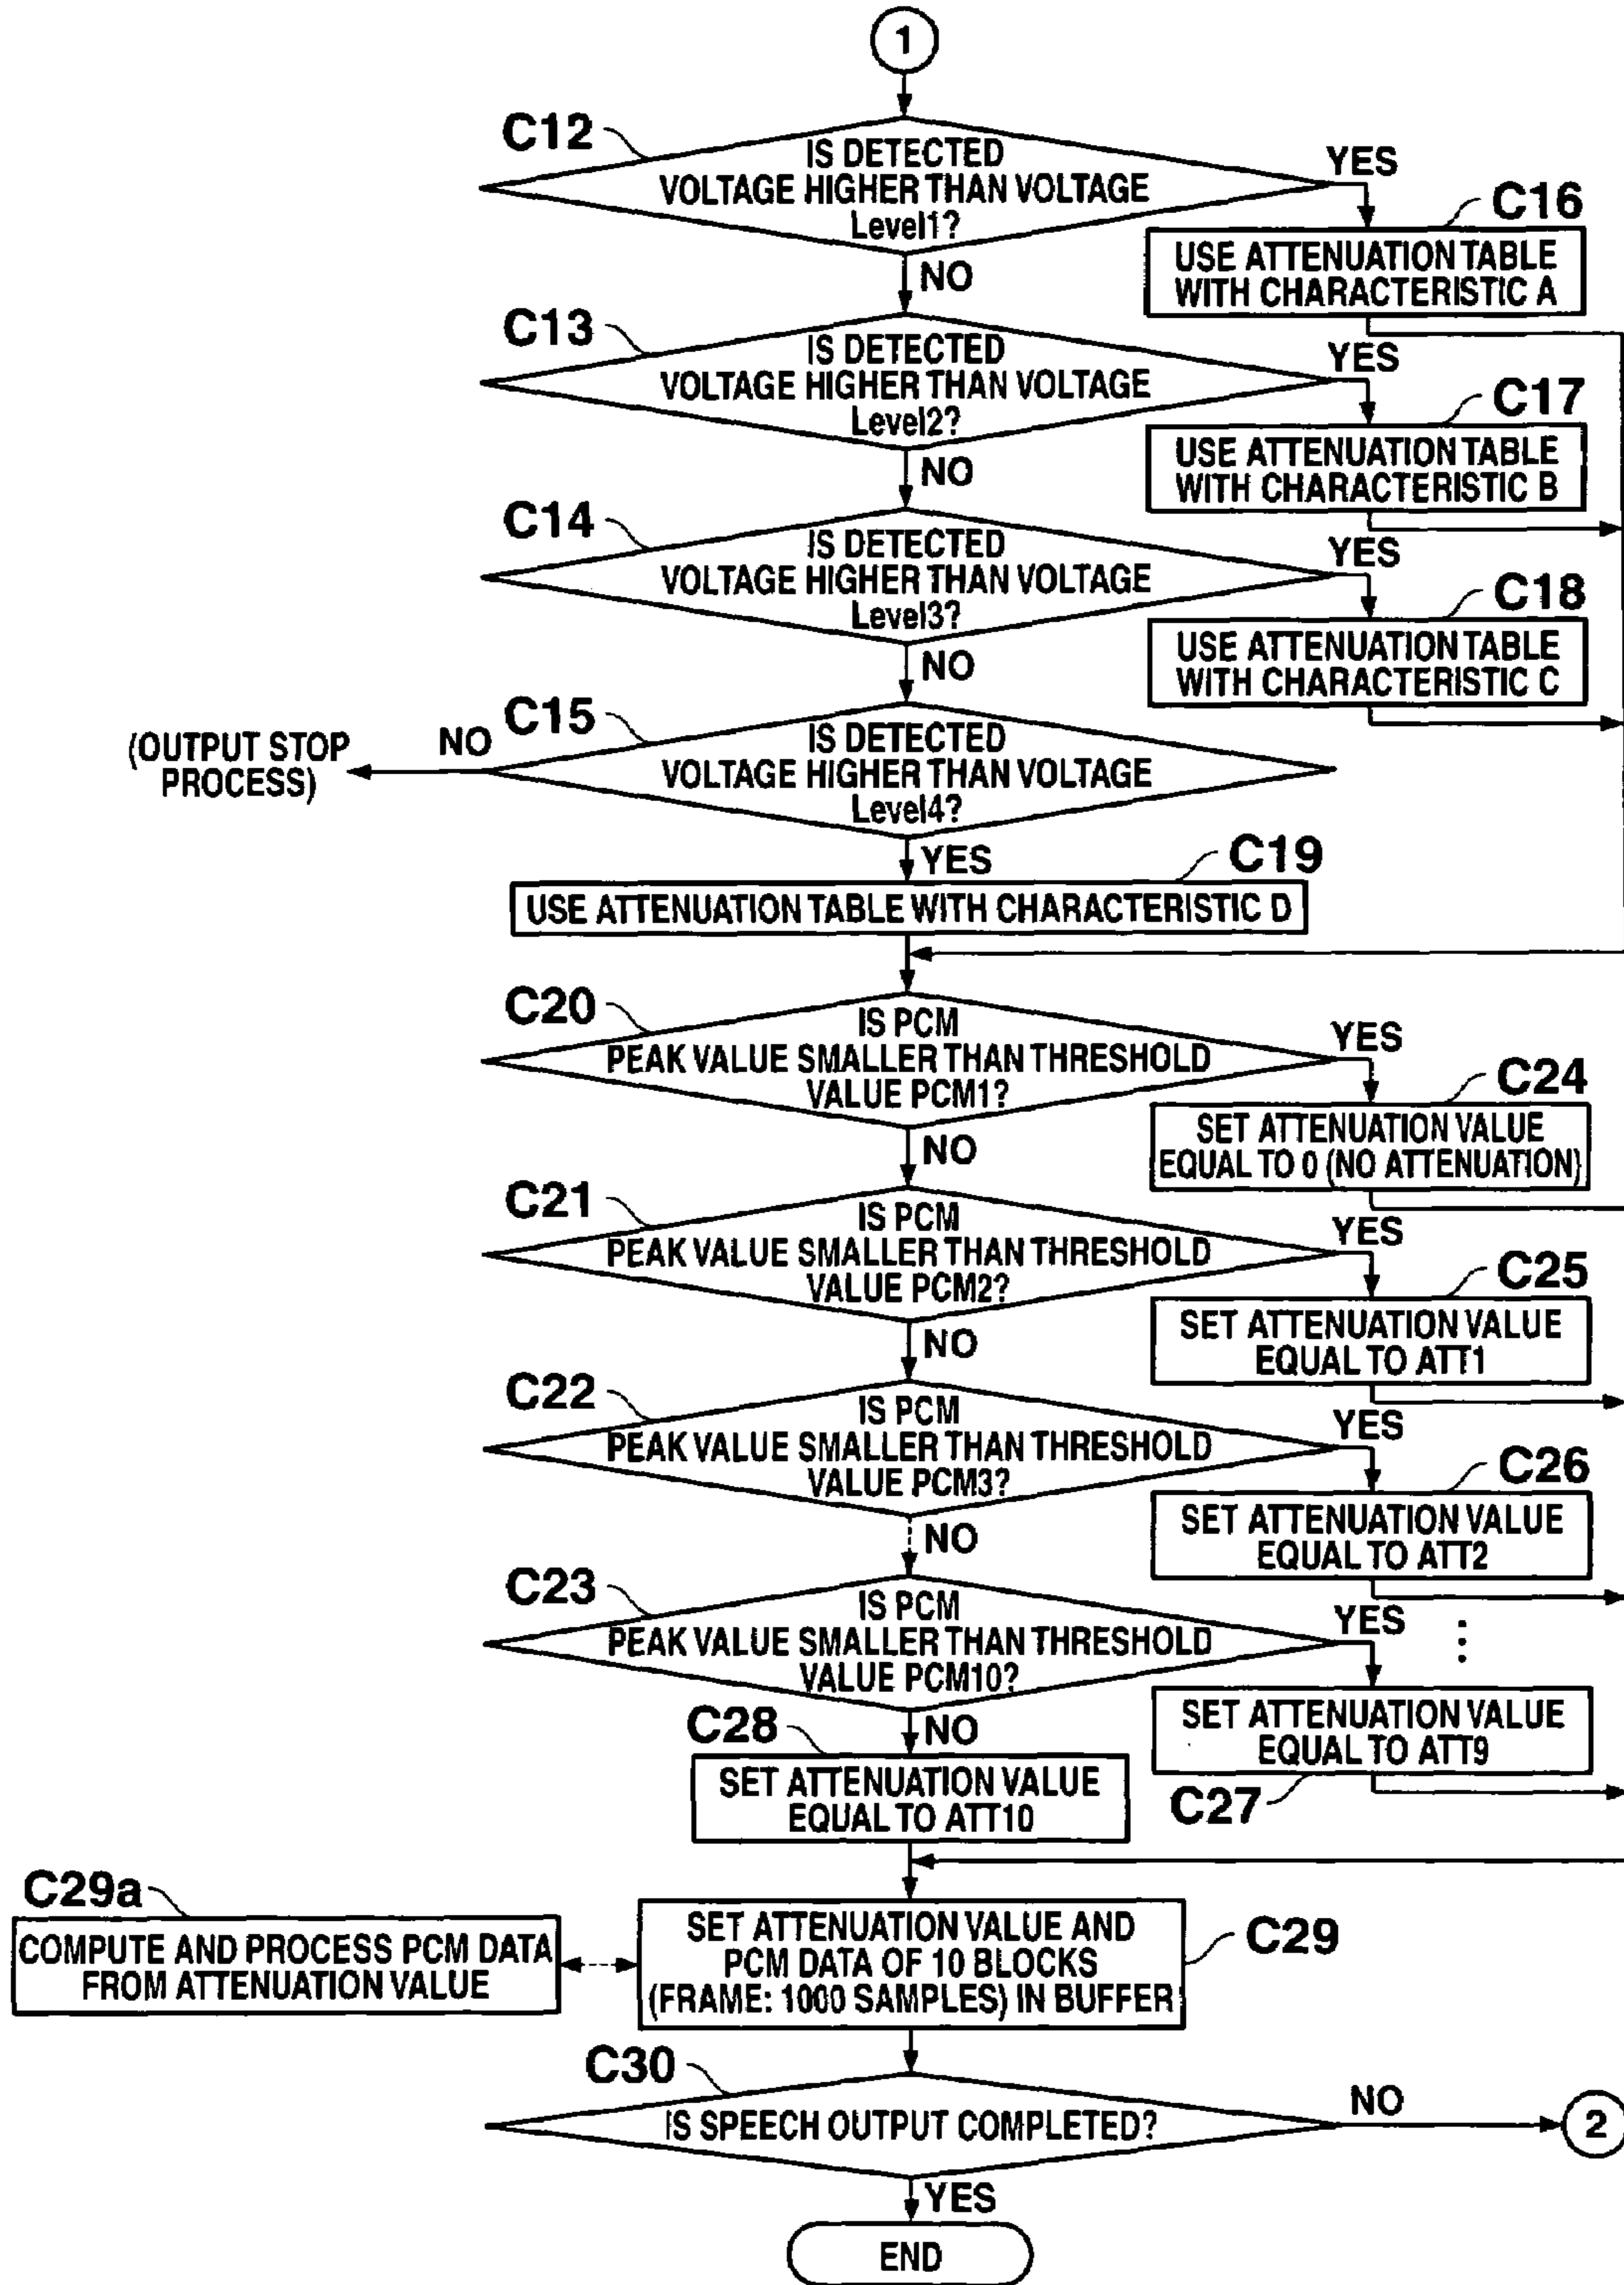 1
C12
IS DETECTED
VOLTAGE HIGHER THAN VOLTAGE
Level1?
YES
NO
C16
USE ATTENUATION TABLE
WITH CHARACTERISTIC A
C13
IS DETECTED
VOLTAGE HIGHER THAN VOLTAGE
Level2?
YES
NO
C17
USE ATTENUATION TABLE
WITH CHARACTERISTIC B
C14
IS DETECTED
VOLTAGE HIGHER THAN VOLTAGE
Level3?
YES
NO
C18
USE ATTENUATION TABLE
WITH CHARACTERISTIC C
C15
IS DETECTED
VOLTAGE HIGHER THAN VOLTAGE
Level4?
NO
(OUTPUT STOP
PROCESS)
YES
C19
USE ATTENUATION TABLE WITH CHARACTERISTIC D
C20
IS PCM
PEAK VALUE SMALLER THAN THRESHOLD
VALUE PCM1?
YES
NO
C24
SET ATTENUATION VALUE
EQUAL TO 0 (NO ATTENUATION)
C21
IS PCM
PEAK VALUE SMALLER THAN THRESHOLD
VALUE PCM2?
YES
NO
C25
SET ATTENUATION VALUE
EQUAL TO ATT1
C22
IS PCM
PEAK VALUE SMALLER THAN THRESHOLD
VALUE PCM3?
YES
NO
C26
SET ATTENUATION VALUE
EQUAL TO ATT2
C23
IS PCM
PEAK VALUE SMALLER THAN THRESHOLD
VALUE PCM10?
YES
NO
SET ATTENUATION VALUE
EQUAL TO ATT9
C27
C28
SET ATTENUATION VALUE
EQUAL TO ATT10
C29a
COMPUTE AND PROCESS PCM DATA
FROM ATTENUATION VALUE
SET ATTENUATION VALUE AND
PCM DATA OF 10 BLOCKS
(FRAME: 1000 SAMPLES) IN BUFFER
C29
C30
IS SPEECH OUTPUT COMPLETED?
NO
2
YES
END